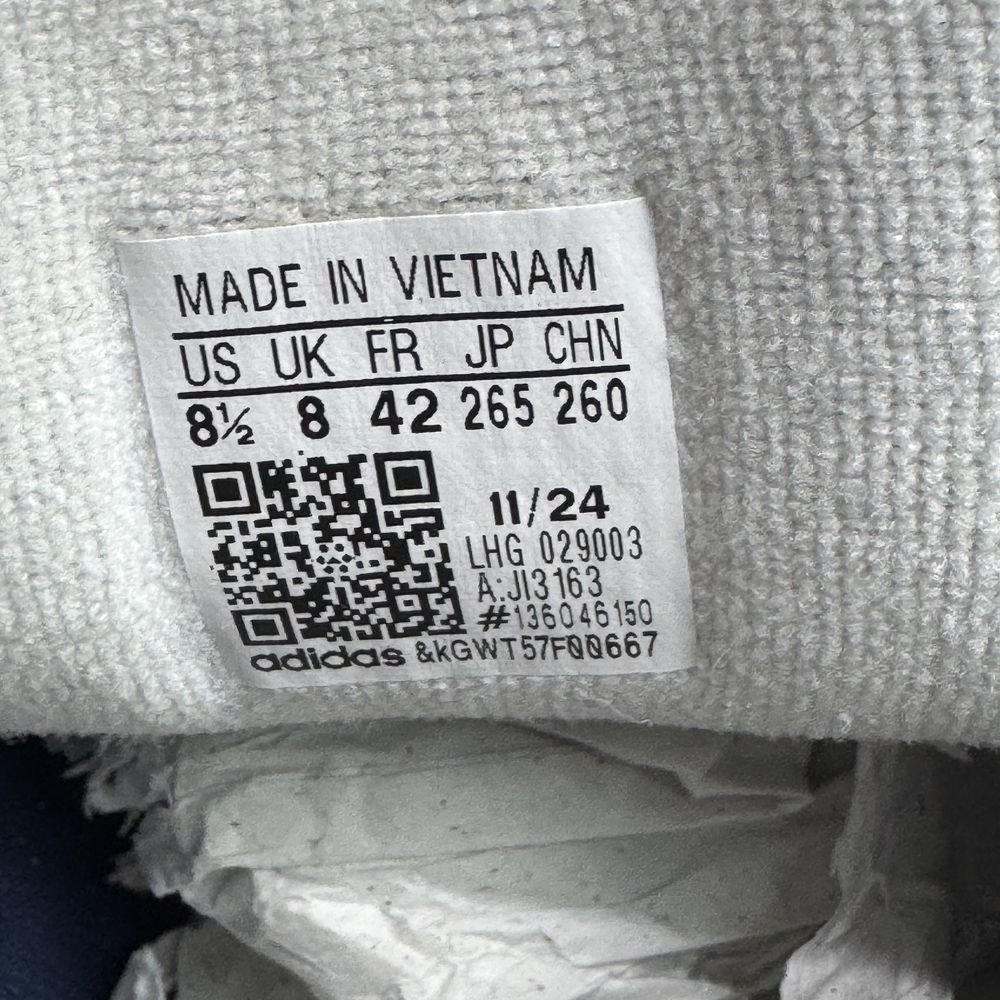 MADE IN VIETNAM
US UK FR JP CHN
8½ 8 42 265 260
11/24
LHG 029003
A:JI3163
#136046150
adidas &kGWT57F00667